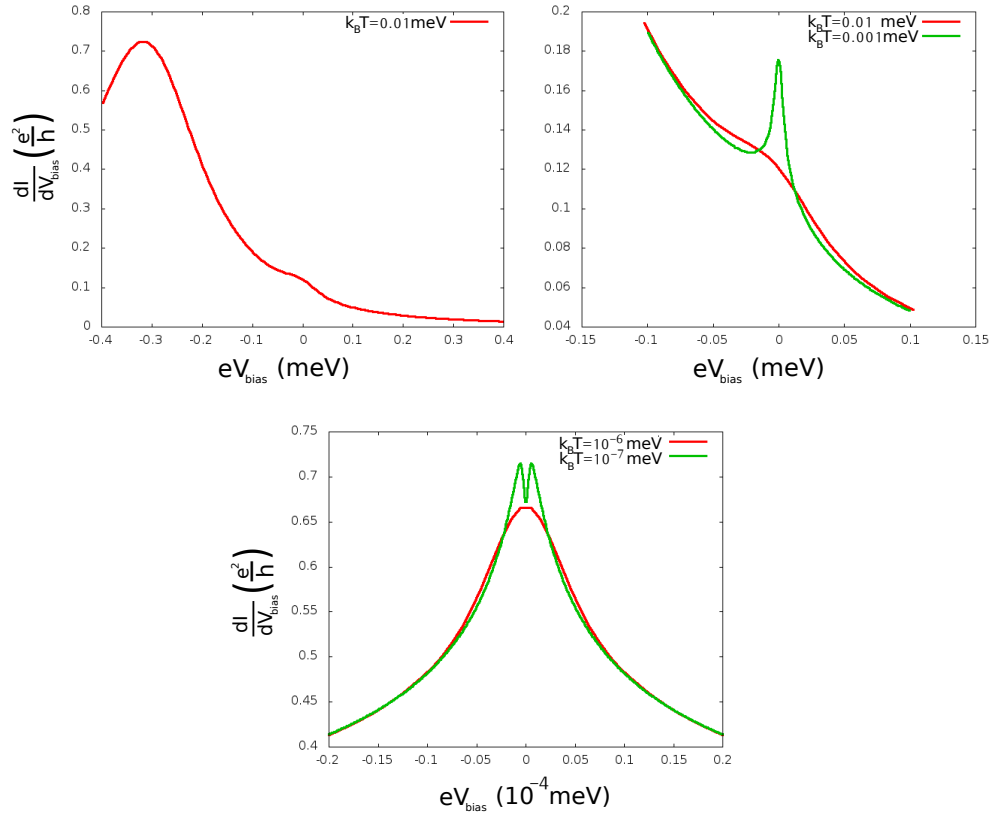 k_BT=0.01meV
0.8
0.7
0.6
0.5
0.4
0.3
0.2
0.1
0
-0.4 -0.3 -0.2 -0.1 0 0.1 0.2 0.3 0.4
dI/dV_bias (e²/h)
eV_bias (meV)
k_BT=0.01 meV
k_BT=0.001meV
0.2
0.18
0.16
0.14
0.12
0.1
0.08
0.06
0.04
-0.15 -0.1 -0.05 0 0.05 0.1 0.15
eV_bias (meV)
k_BT=10⁻⁶ meV
k_BT=10⁻⁷ meV
0.75
0.7
0.65
0.6
0.55
0.5
0.45
0.4
-0.2 -0.15 -0.1 -0.05 0 0.05 0.1 0.15 0.2
dI/dV_bias (e²/h)
eV_bias (10⁻⁴meV)